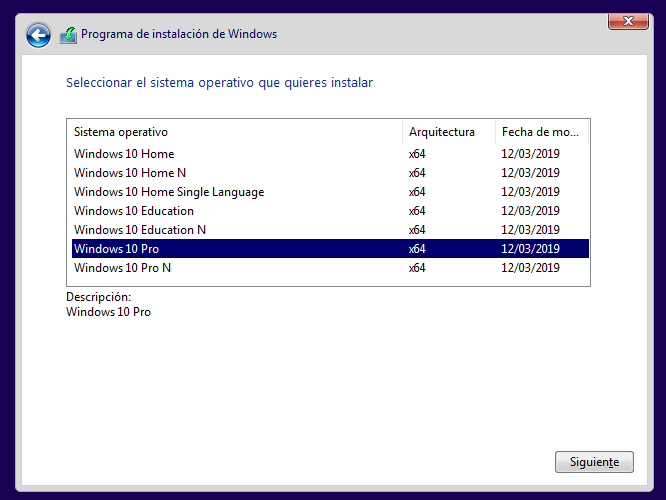 Programa de instalación de Windows
Seleccionar el sistema operativo que quieres instalar
Sistema operativo Arquitectura Fecha de mo...
Windows 10 Home x64 12/03/2019
Windows 10 Home N x64 12/03/2019
Windows 10 Home Single Language x64 12/03/2019
Windows 10 Education x64 12/03/2019
Windows 10 Education N x64 12/03/2019
Windows 10 Pro x64 12/03/2019
Windows 10 Pro N x64 12/03/2019
Descripción:
Windows 10 Pro
Siguiente